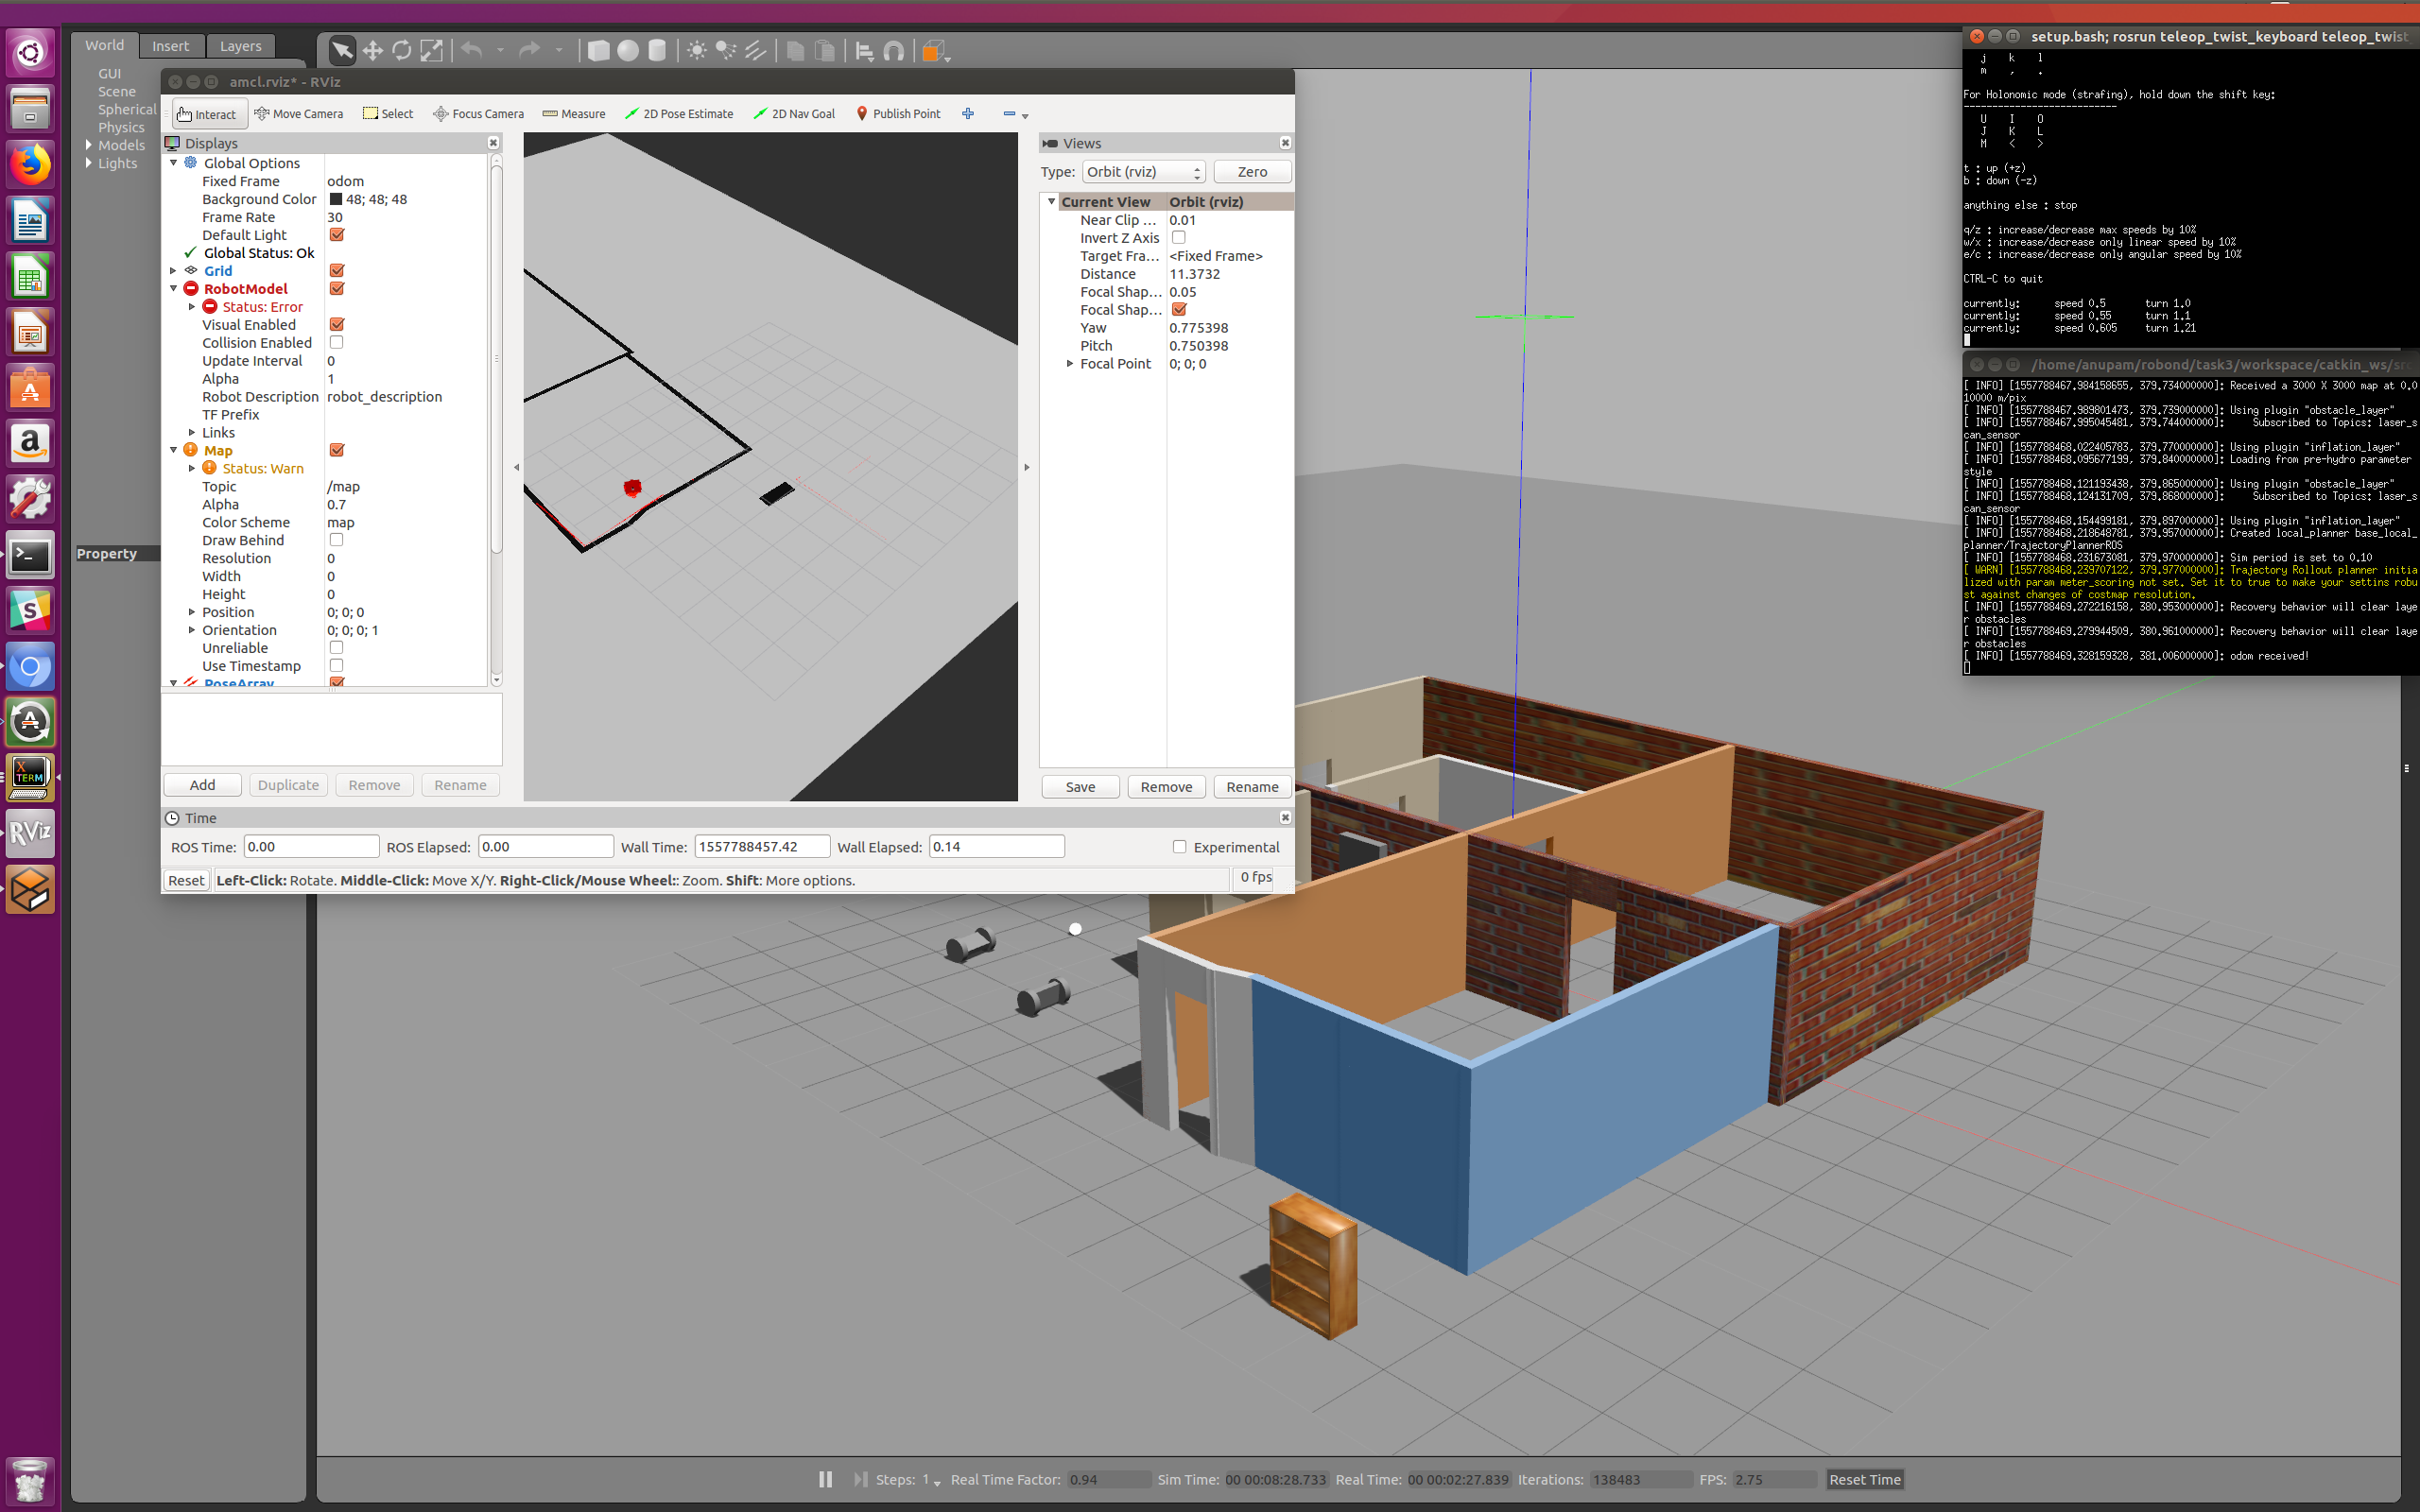 World
Insert
Layers
GUI
Scene
Spherical
Physics
Models
Lights
Property
amcl.rviz* - RViz
Interact
Move Camera
Select
Focus Camera
Measure
2D Pose Estimate
2D Nav Goal
Publish Point
Displays
Global Options
Fixed Frame odom
Background Color 48; 48; 48
Frame Rate 30
Default Light
Global Status: Ok
Grid
RobotModel
Status: Error
Visual Enabled
Collision Enabled
Update Interval 0
Alpha 1
Robot Description robot_description
TF Prefix
Links
Map
Status: Warn
Topic /map
Alpha 0.7
Color Scheme map
Draw Behind
Resolution 0
Width 0
Height 0
Position 0; 0; 0
Orientation 0; 0; 0; 1
Unreliable
Use Timestamp
PoseArray
Add
Duplicate
Remove
Rename
Views
Type: Orbit (rviz) Zero
Current View Orbit (rviz)
Near Clip ... 0.01
Invert Z Axis
Target Fra... <Fixed Frame>
Distance 11.3732
Focal Shap... 0.05
Focal Shap...
Yaw 0.775398
Pitch 0.750398
Focal Point 0; 0; 0
Save
Remove
Rename
Time
ROS Time: 0.00 ROS Elapsed: 0.00 Wall Time: 1557788457.42 Wall Elapsed: 0.14 Experimental
Reset Left-Click: Rotate. Middle-Click: Move X/Y. Right-Click/Mouse Wheel:: Zoom. Shift: More options. 0 fps
setup.bash; rosrun teleop_twist_keyboard teleop_twist_
j k l
m , .
For Holonomic mode (strafing), hold down the shift key:
---------------------------
U I O
J K L
M < >
t : up (+z)
b : down (-z)
anything else : stop
q/z : increase/decrease max speeds by 10%
w/x : increase/decrease only linear speed by 10%
e/c : increase/decrease only angular speed by 10%
CTRL-C to quit
currently: speed 0.5 turn 1.0
currently: speed 0.55 turn 1.1
currently: speed 0.605 turn 1.21
/home/anupam/robond/task3/workspace/catkin_ws/src
[ INFO] [1557788467.984158655, 379.734000000]: Received a 3000 X 3000 map at 0.0
10000 m/pix
[ INFO] [1557788467.989801473, 379.739000000]: Using plugin "obstacle_layer"
[ INFO] [1557788467.995045481, 379.744000000]: Subscribed to Topics: laser_s
can_sensor
[ INFO] [1557788468.022405783, 379.770000000]: Using plugin "inflation_layer"
[ INFO] [1557788468.095677199, 379.840000000]: Loading from pre-hydro parameter
style
[ INFO] [1557788468.121193438, 379.865000000]: Using plugin "obstacle_layer"
[ INFO] [1557788468.124131709, 379.868000000]: Subscribed to Topics: laser_s
can_sensor
[ INFO] [1557788468.154499181, 379.897000000]: Using plugin "inflation_layer"
[ INFO] [1557788468.218648781, 379.957000000]: Created local_planner base_local_
planner/TrajectoryPlannerROS
[ INFO] [1557788468.231673081, 379.970000000]: Sim period is set to 0.10
[ WARN] [1557788468.239707122, 379.977000000]: Trajectory Rollout planner initia
lized with param meter_scoring not set. Set it to true to make your settins robu
st against changes of costmap resolution.
[ INFO] [1557788469.272216158, 380.953000000]: Recovery behavior will clear laye
r obstacles
[ INFO] [1557788469.279944509, 380.961000000]: Recovery behavior will clear laye
r obstacles
[ INFO] [1557788469.328159328, 381.006000000]: odom received!
X TERM
RViz
Steps: 1 Real Time Factor: 0.94 Sim Time: 00 00:08:28.733 Real Time: 00 00:02:27.839 Iterations: 138483 FPS: 2.75 Reset Time